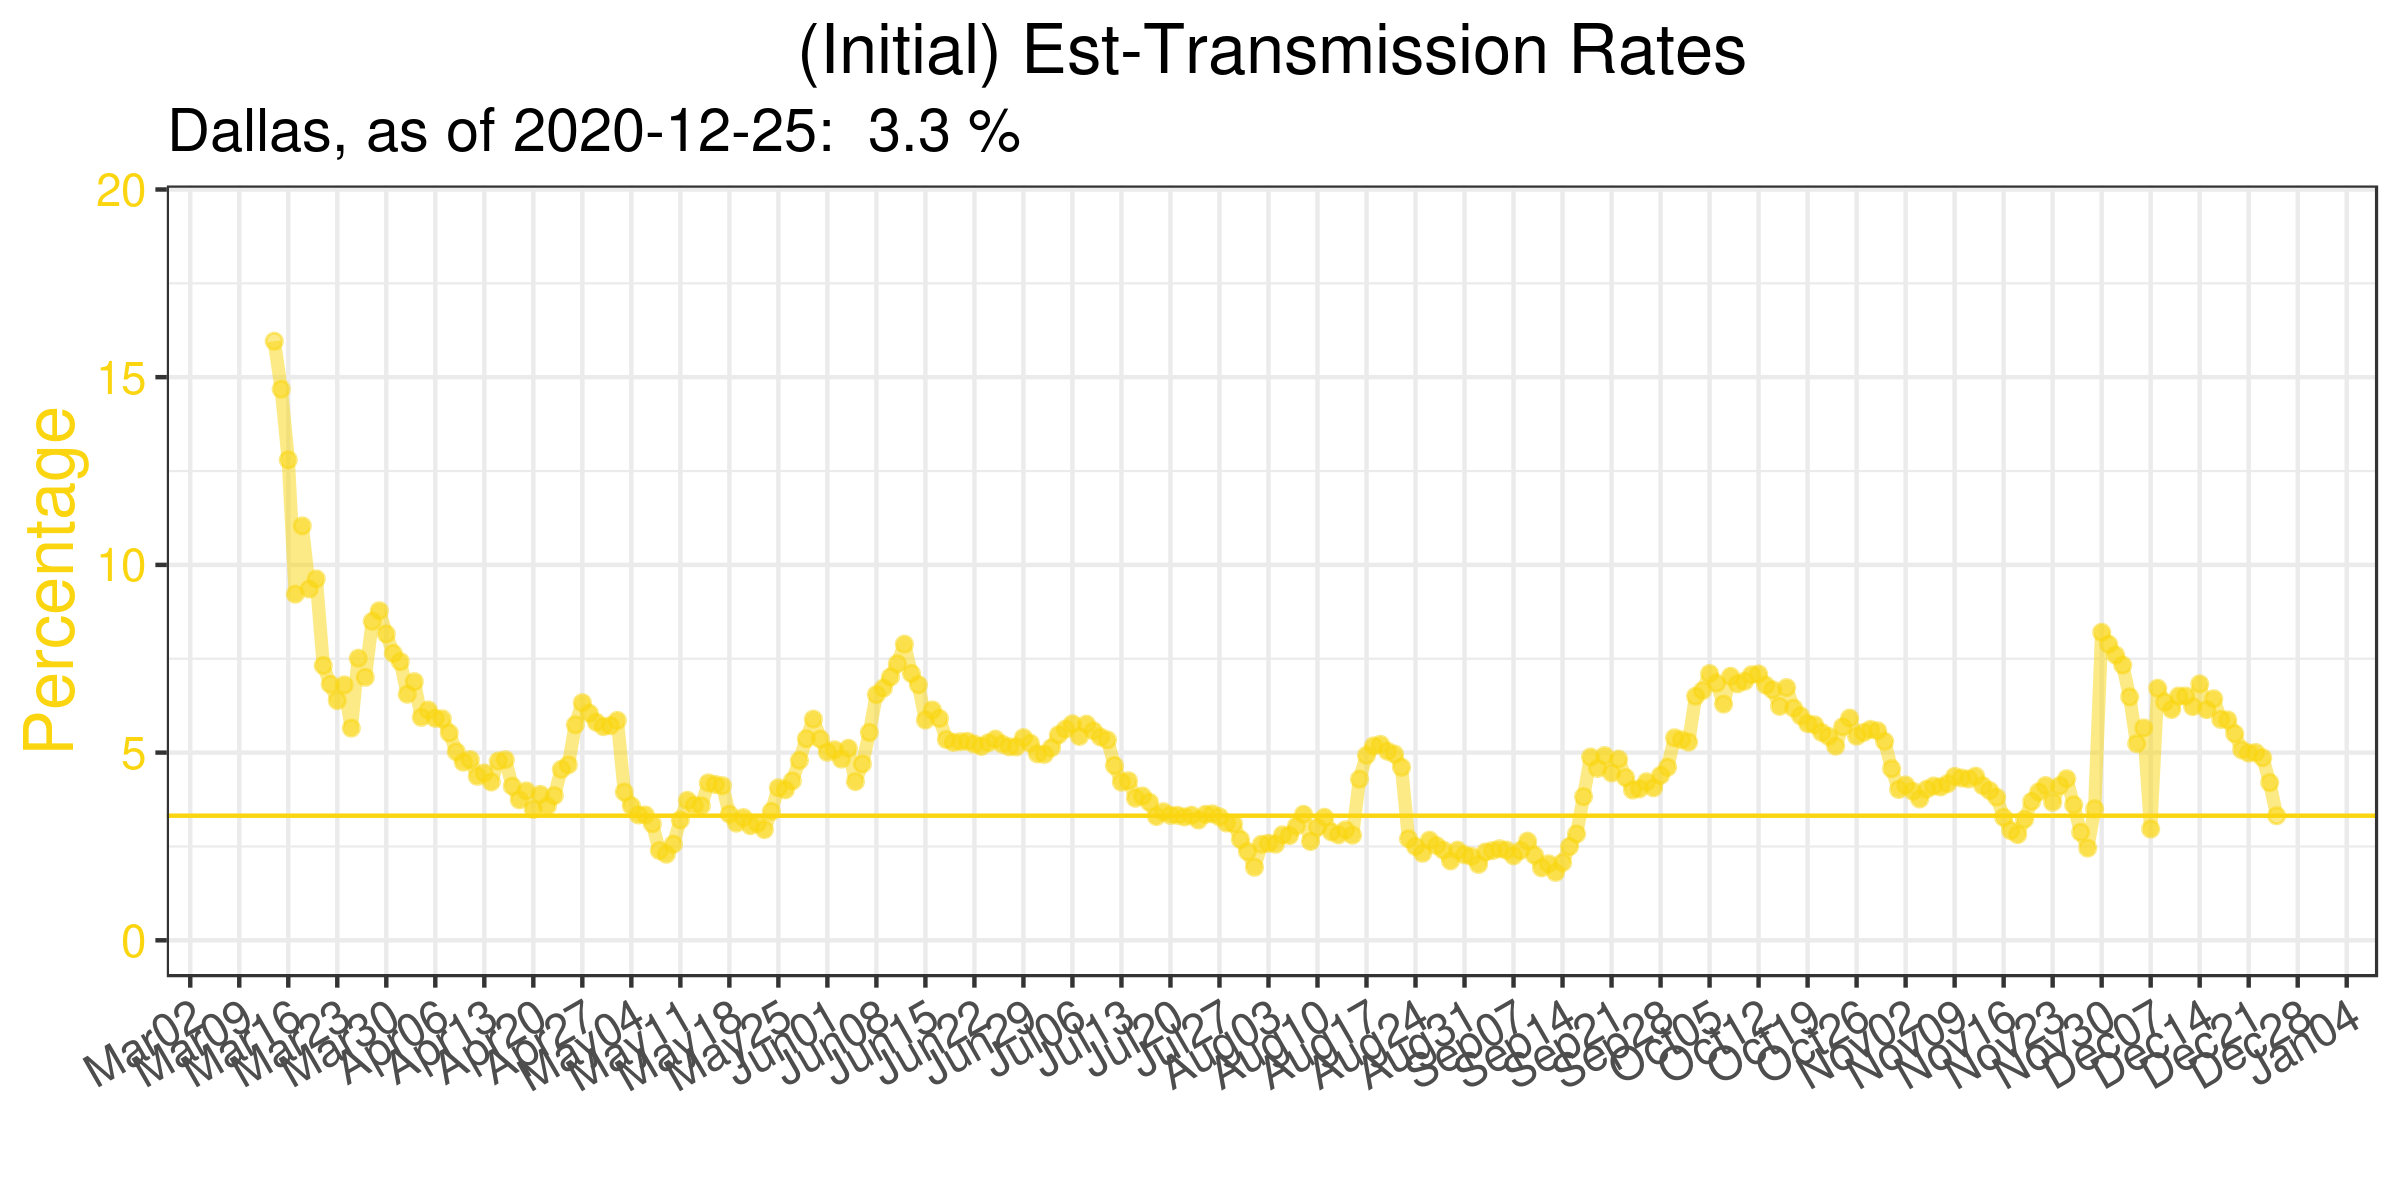 (Initial) Est-Transmission Rates
Dallas, as of 2020-12-25:  3.3 %
Percentage
20
15
10
5
0
Mar02
Mar09
Mar16
Mar23
Mar30
Apr06
Apr13
Apr20
Apr27
May04
May11
May18
May25
Jun01
Jun08
Jun15
Jun22
Jun29
Jul06
Jul13
Jul20
Jul27
Aug03
Aug10
Aug17
Aug24
Aug31
Sep07
Sep14
Sep21
Sep28
Oct05
Oct12
Oct19
Oct26
Nov02
Nov09
Nov16
Nov23
Nov30
Dec07
Dec14
Dec21
Dec28
Jan04